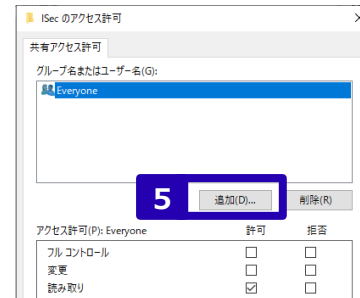 ISec のアクセス許可
共有アクセス許可
グループ名またはユーザー名(G):
Everyone
5
追加(D)...
削除(R)
アクセス許可(P): Everyone 許可 拒否
フル コントロール
変更
読み取り